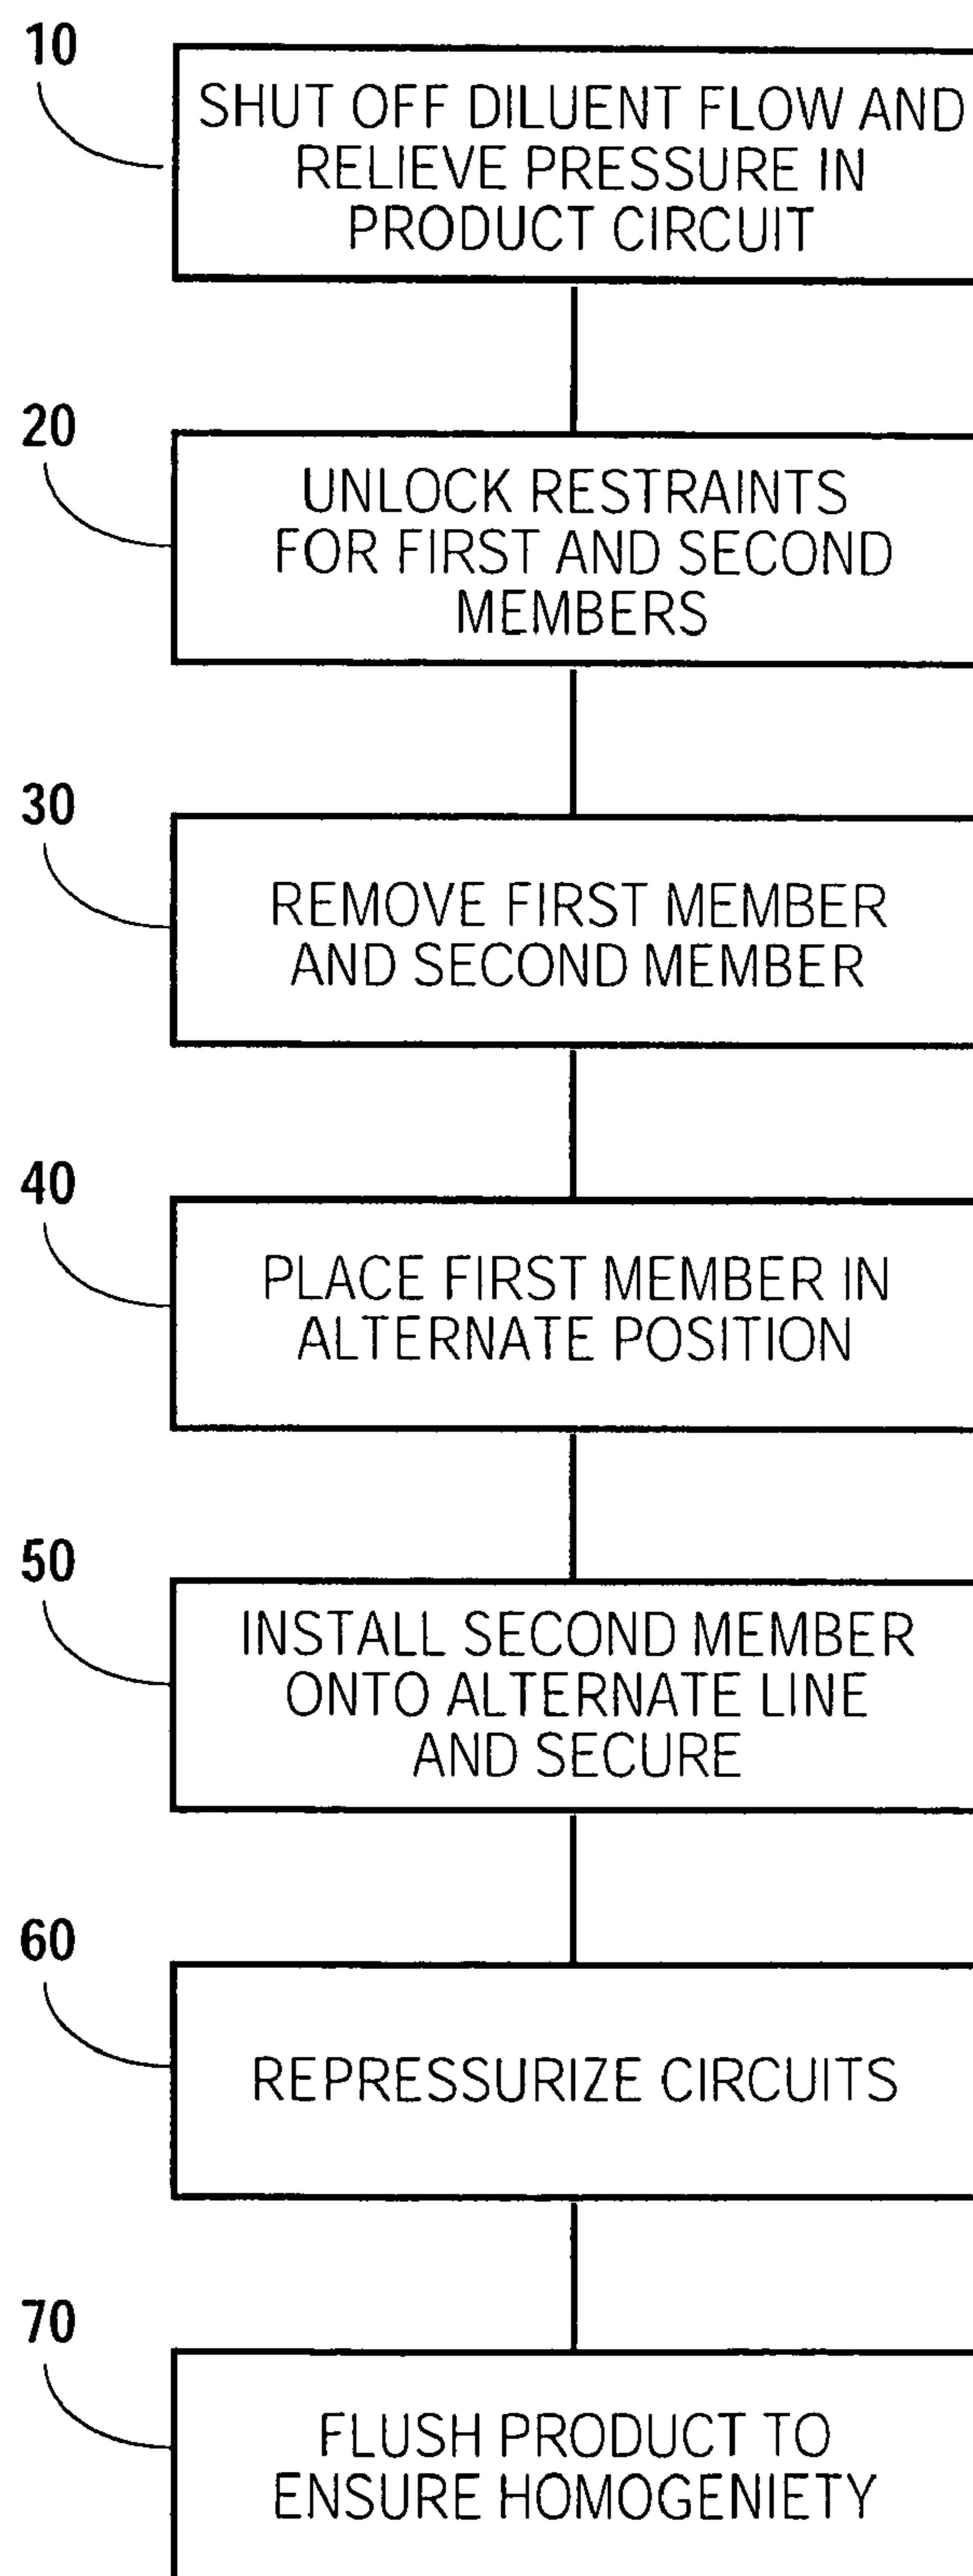 10
SHUT OFF DILUENT FLOW AND
RELIEVE PRESSURE IN
PRODUCT CIRCUIT
20
UNLOCK RESTRAINTS
FOR FIRST AND SECOND
MEMBERS
30
REMOVE FIRST MEMBER
AND SECOND MEMBER
40
PLACE FIRST MEMBER IN
ALTERNATE POSITION
50
INSTALL SECOND MEMBER
ONTO ALTERNATE LINE
AND SECURE
60
REPRESSURIZE CIRCUITS
70
FLUSH PRODUCT TO
ENSURE HOMOGENIETY